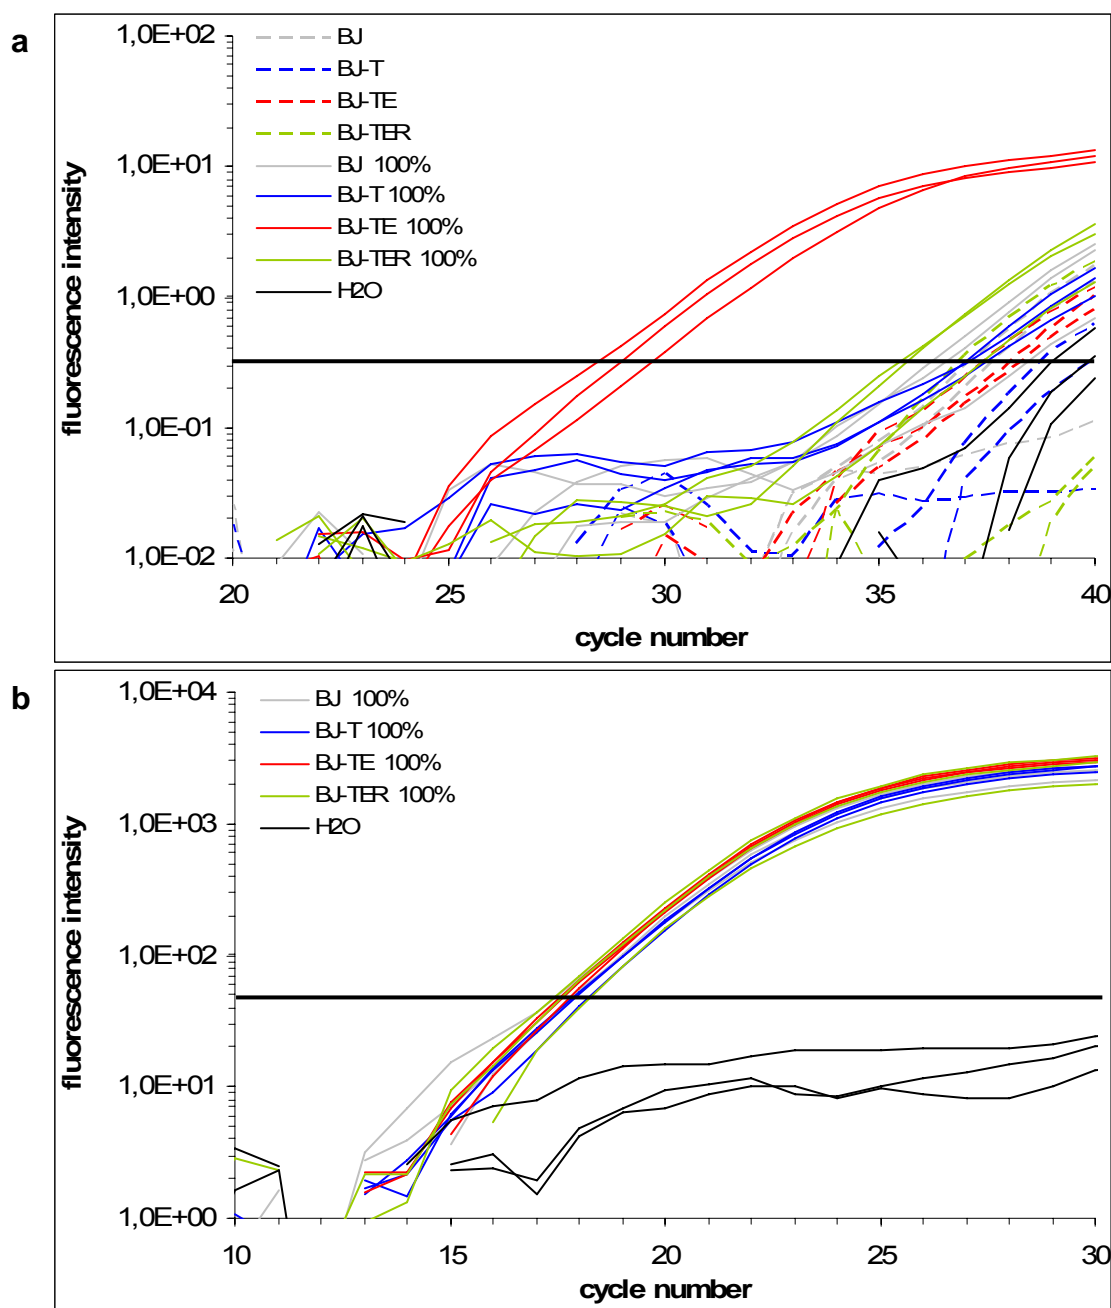 a
fluorescence intensity
1,0E+02
1,0E+01
1,0E+00
1,0E-01
1,0E-02
BJ
BJ-T
BJ-TE
BJ-TER
BJ 100%
BJ-T 100%
BJ-TE 100%
BJ-TER 100%
H2O
20 25 30 35 40
cycle number
b
fluorescence intensity
1,0E+04
1,0E+03
1,0E+02
1,0E+01
1,0E+00
BJ 100%
BJ-T 100%
BJ-TE 100%
BJ-TER 100%
H2O
10 15 20 25 30
cycle number